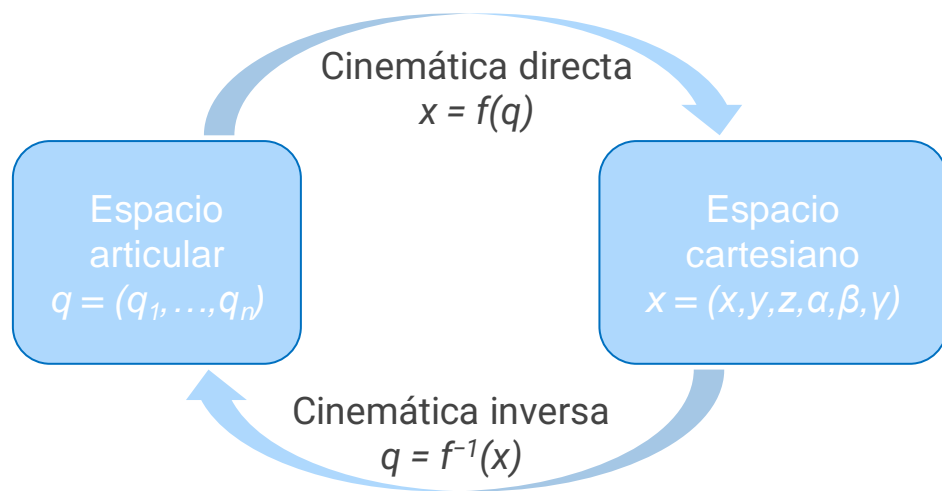 Cinemática directa
x = f(q)
Espacio
articular
q = (q₁,…,qₙ)
Espacio
cartesiano
x = (x,y,z,α,β,γ)
Cinemática inversa
q = f⁻¹(x)